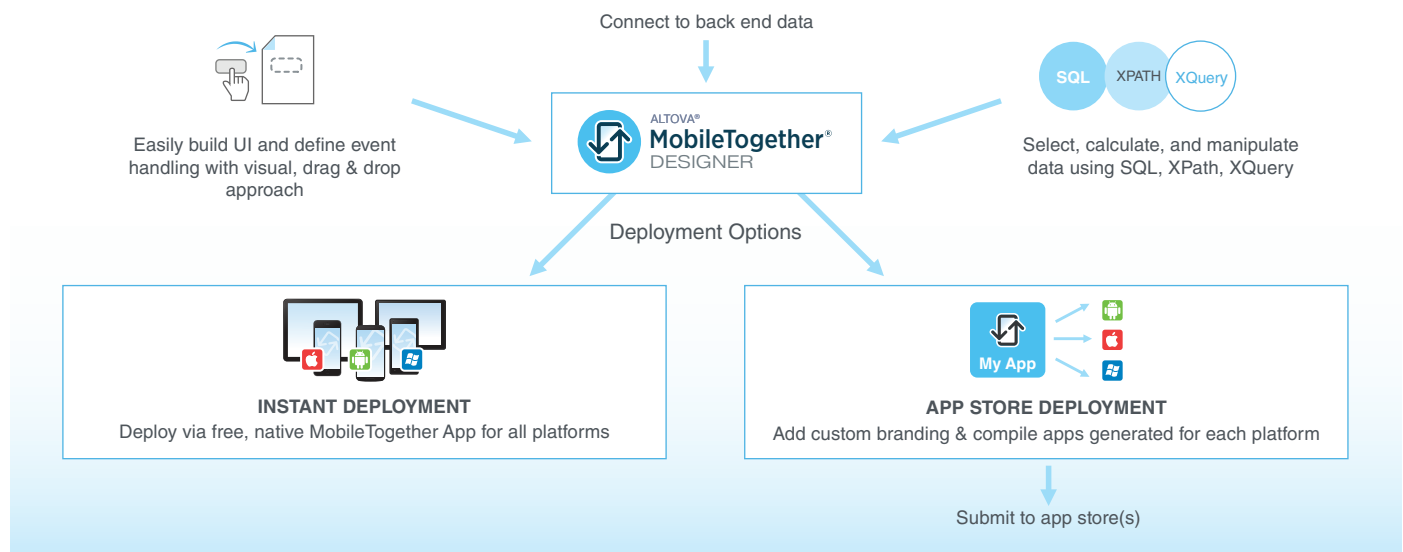 Connect to back end data
SQL
XPATH
XQuery
ALTOVA®
MobileTogether®
DESIGNER
Easily build UI and define event
handling with visual, drag & drop
approach
Select, calculate, and manipulate
data using SQL, XPath, XQuery
Deployment Options
INSTANT DEPLOYMENT
Deploy via free, native MobileTogether App for all platforms
My App
APP STORE DEPLOYMENT
Add custom branding & compile apps generated for each platform
Submit to app store(s)